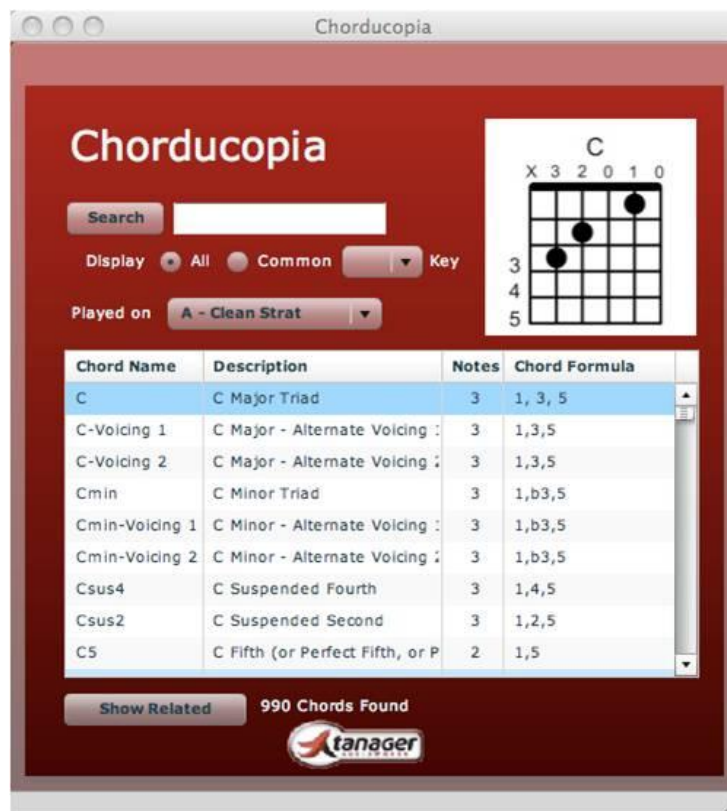 Chorducopia
Chorducopia
C
X 3 2 0 1 0
3
4
5
Search
Display All Common Key
Played on A - Clean Strat
Chord Name Description Notes Chord Formula
C C Major Triad 3 1, 3, 5
C-Voicing 1 C Major - Alternate Voicing 3 1,3,5
C-Voicing 2 C Major - Alternate Voicing 3 1,3,5
Cmin C Minor Triad 3 1,b3,5
Cmin-Voicing 1 C Minor - Alternate Voicing 3 1,b3,5
Cmin-Voicing 2 C Minor - Alternate Voicing 3 1,b3,5
Csus4 C Suspended Fourth 3 1,4,5
Csus2 C Suspended Second 3 1,2,5
C5 C Fifth (or Perfect Fifth, or P 2 1,5
Show Related 990 Chords Found
tanager